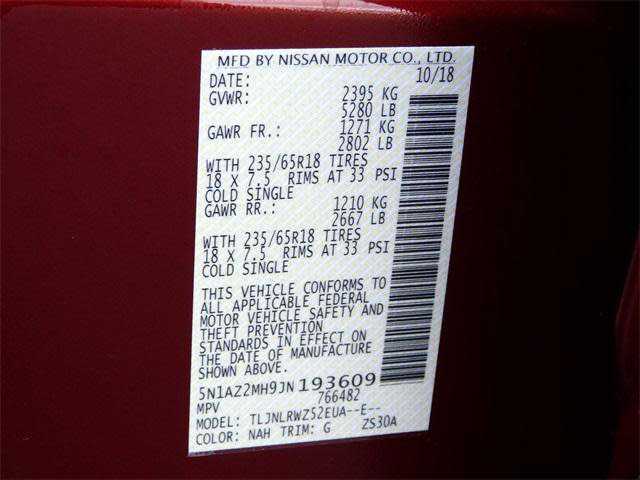 MFD BY NISSAN MOTOR CO., LTD.
DATE: 10/18
GVWR: 2395 KG
5280 LB
GAWR FR.: 1271 KG
2802 LB
WITH 235/65R18 TIRES
18 X 7.5 RIMS AT 33 PSI
COLD SINGLE
GAWR RR.: 1210 KG
2667 LB
WITH 235/65R18 TIRES
18 X 7.5 RIMS AT 33 PSI
COLD SINGLE
THIS VEHICLE CONFORMS TO
ALL APPLICABLE FEDERAL
MOTOR VEHICLE SAFETY AND
THEFT PREVENTION
STANDARDS IN EFFECT ON
THE DATE OF MANUFACTURE
SHOWN ABOVE.
5N1AZ2MH9JN193609
MPV 766482
MODEL: TLJNLRWZ52EUA--E--
COLOR: NAH TRIM: G ZS30A